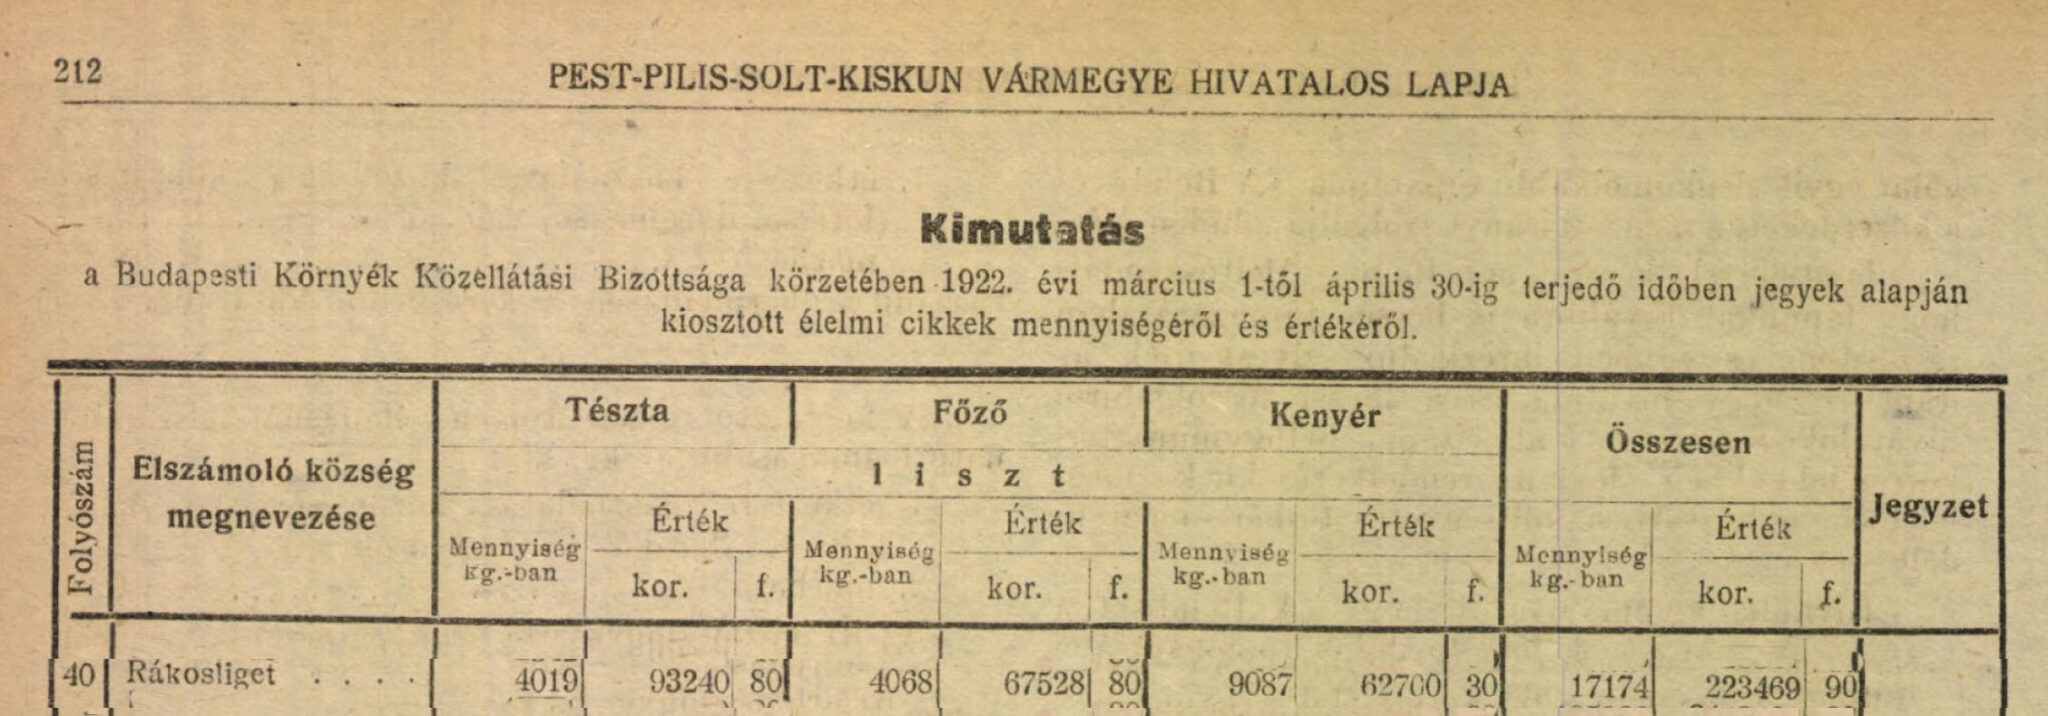 212
PEST-PILIS-SOLT-KISKUN VÁRMEGYE HIVATALOS LAPJA
Kimutatás
a Budapesti Környék Közellátási Bizottsága körzetében 1922. évi március 1-től április 30-ig terjedő időben jegyek alapján
kiosztott élelmi cikkek mennyiségéről és értékéről.
Folyószám
Elszámoló község
megnevezése
Tészta
Főző
Kenyér
liszt
Összesen
Jegyzet
Mennyiség
kg.-ban
Érték
kor.
f.
Mennyiség
kg.-ban
Érték
kor.
f.
Mennyiség
kg.-ban
Érték
kor.
f.
Mennyiség
kg.-ban
Érték
kor.
f.
40 Rákosliget . . . . 4019 93240 80 4068 67528 80 9087 62700 30 17174 223469 90